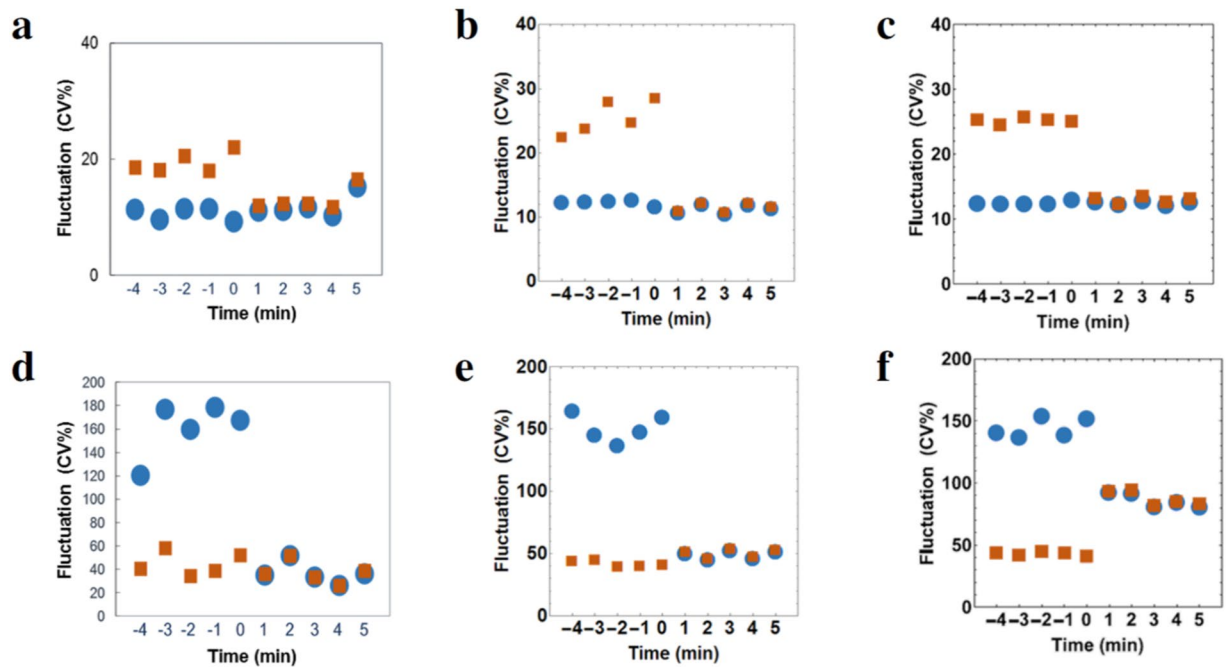 a
Fluctuation (CV%)
40
20
0
-4 -3 -2 -1 0 1 2 3 4 5
Time (min)
b
Fluctuation (CV%)
40
30
20
10
0
−4 −3 −2 −1 0 1 2 3 4 5
Time (min)
c
Fluctuation (CV%)
40
30
20
10
0
−4 −3 −2 −1 0 1 2 3 4 5
Time (min)
d
Fluctuation (CV%)
200
180
160
140
120
100
80
60
40
20
0
-4 -3 -2 -1 0 1 2 3 4 5
Time (min)
e
Fluctuation (CV%)
200
150
100
50
0
−4 −3 −2 −1 0 1 2 3 4 5
Time (min)
f
Fluctuation (CV%)
200
150
100
50
0
−4 −3 −2 −1 0 1 2 3 4 5
Time (min)